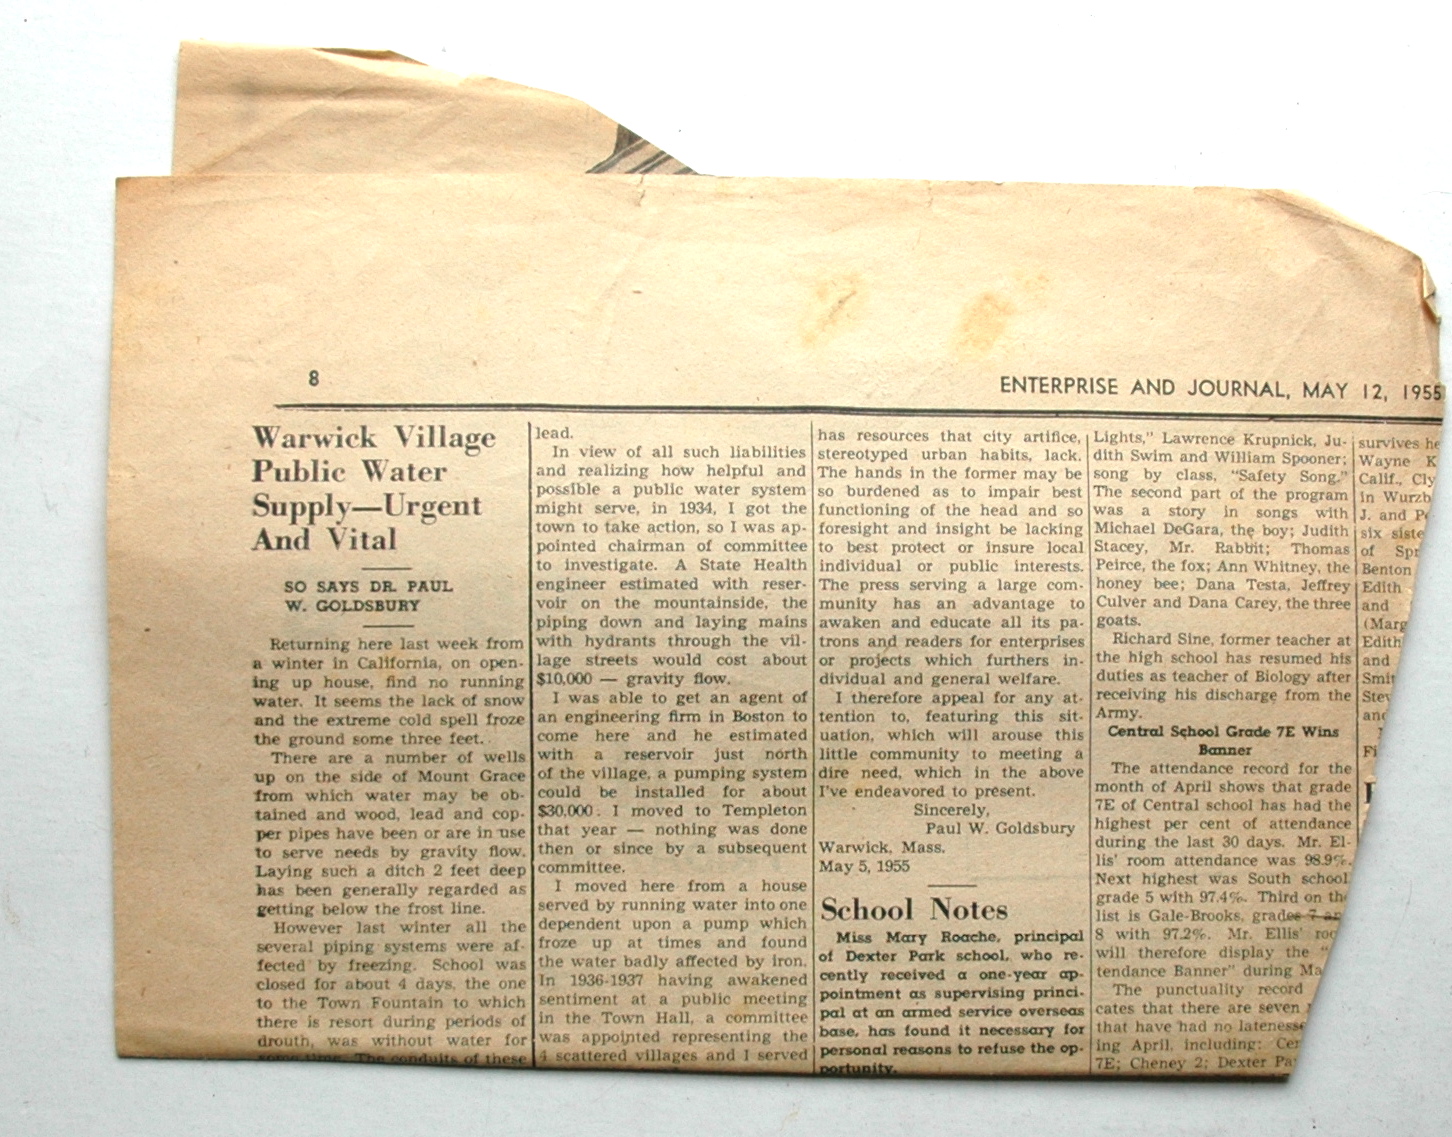 8
ENTERPRISE AND JOURNAL, MAY 12, 1955
Warwick Village
Public Water
Supply—Urgent
And Vital
SO SAYS DR. PAUL
W. GOLDSBURY
Returning here last week from
a winter in California, on open-
ing up house, find no running
water. It seems the lack of snow
and the extreme cold spell froze
the ground some three feet.
There are a number of wells
up on the side of Mount Grace
from which water may be ob-
tained and wood, lead and cop-
per pipes have been or are in use
to serve needs by gravity flow.
Laying such a ditch 2 feet deep
has been generally regarded as
getting below the frost line.
However last winter all the
several piping systems were af-
fected by freezing. School was
closed for about 4 days, the one
to the Town Fountain to which
there is resort during periods of
drouth, was without water for
some time. The conduits of these
lead.
In view of all such liabilities
and realizing how helpful and
possible a public water system
might serve, in 1934, I got the
town to take action, so I was ap-
pointed chairman of committee
to investigate. A State Health
engineer estimated with reser-
voir on the mountainside, the
piping down and laying mains
with hydrants through the vil-
lage streets would cost about
$10,000 — gravity flow.
I was able to get an agent of
an engineering firm in Boston to
come here and he estimated
with a reservoir just north
of the village, a pumping system
could be installed for about
$30,000. I moved to Templeton
that year — nothing was done
then or since by a subsequent
committee.
I moved here from a house
served by running water into one
dependent upon a pump which
froze up at times and found
the water badly affected by iron.
In 1936-1937 having awakened
sentiment at a public meeting
in the Town Hall, a committee
was appointed representing the
4 scattered villages and I served
has resources that city artifice,
stereotyped urban habits, lack.
The hands in the former may be
so burdened as to impair best
functioning of the head and so
foresight and insight be lacking
to best protect or insure local
individual or public interests.
The press serving a large com-
munity has an advantage to
awaken and educate all its pa-
trons and readers for enterprises
or projects which furthers in-
dividual and general welfare.
I therefore appeal for any at-
tention to, featuring this sit-
uation, which will arouse this
little community to meeting a
dire need, which in the above
I've endeavored to present.
Sincerely,
Paul W. Goldsbury
Warwick, Mass.
May 5, 1955
School Notes
Miss Mary Roache, principal
of Dexter Park school, who re-
cently received a one-year ap-
pointment as supervising princi-
pal at an armed service overseas
base, has found it necessary for
personal reasons to refuse the op-
portunity.
Lights," Lawrence Krupnick, Ju-
dith Swim and William Spooner;
song by class, "Safety Song."
The second part of the program
was a story in songs with
Michael DeGara, the boy; Judith
Stacey, Mr. Rabbit; Thomas
Peirce, the fox; Ann Whitney, the
honey bee; Dana Testa, Jeffrey
Culver and Dana Carey, the three
goats.
Richard Sine, former teacher at
the high school has resumed his
duties as teacher of Biology after
receiving his discharge from the
Army.
Central School Grade 7E Wins
Banner
The attendance record for the
month of April shows that grade
7E of Central school has had the
highest per cent of attendance
during the last 30 days. Mr. El-
lis' room attendance was 98.9%.
Next highest was South school
grade 5 with 97.4%. Third on the
list is Gale-Brooks, grades 7 an
8 with 97.2%. Mr. Ellis' roo
will therefore display the "
tendance Banner" during Ma
The punctuality record
cates that there are seven
that have had no latenesse
ing April, including: Cen
7E; Cheney 2; Dexter Pa
survives he
Wayne K
Calif., Cly
in Wurzb
J. and Pe
six siste
of Spr
Benton
Edith
and
(Marg
Edith
and
Smit
Stev
and
Fi